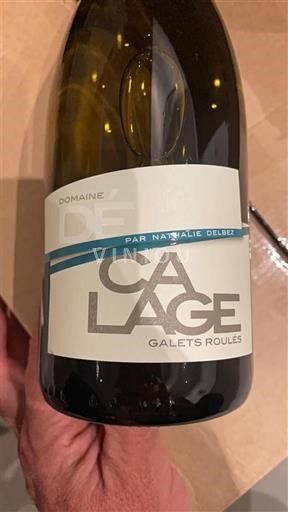 DOMAINE
DÉ
PAR NATHALIE DELBEZ
CA
LAGE
GALETS ROULÉS